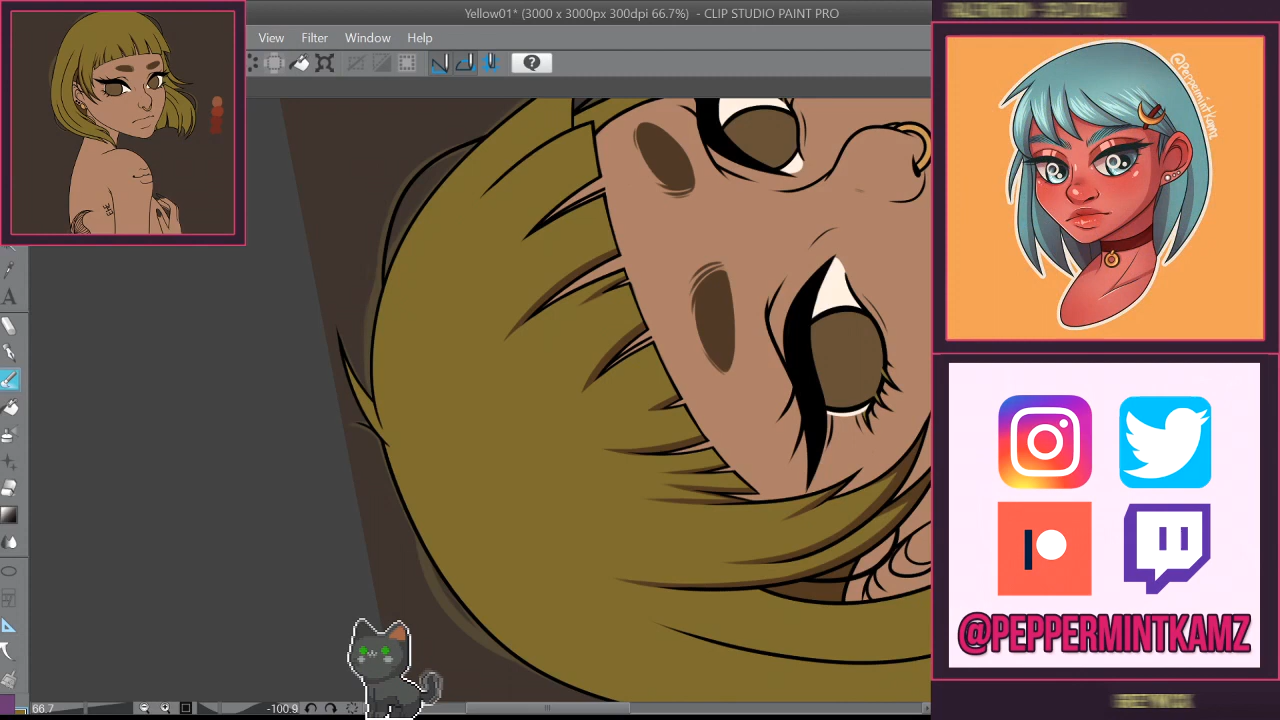 Yellow01* (3000 x 3000px 300dpi 66.7%) - CLIP STUDIO PAINT PRO
View Filter Window Help
@PeppermintKamz
A
@PEPPERMINTKAMZ
66.7
-100.9